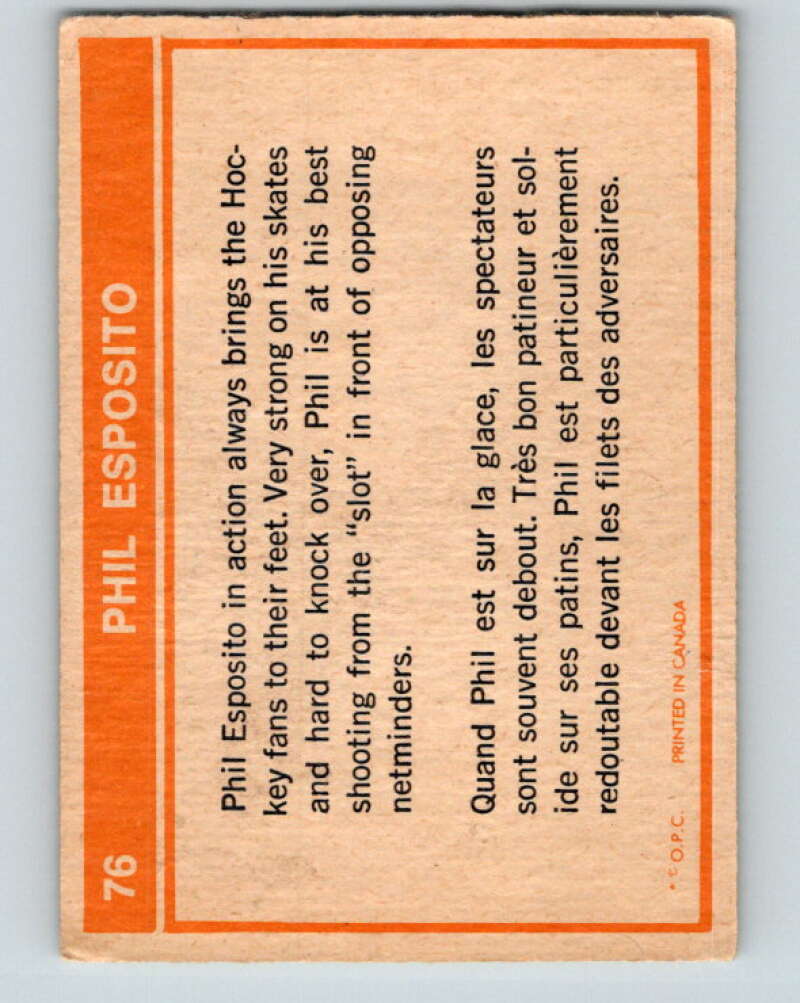 76 PHIL ESPOSITO
Phil Esposito in action always brings the Hoc-
key fans to their feet. Very strong on his skates
and hard to knock over, Phil is at his best
shooting from the “slot” in front of opposing
netminders.
Quand Phil est sur la glace, les spectateurs
sont souvent debout. Très bon patineur et sol-
ide sur ses patins, Phil est particulièrement
redoutable devant les filets des adversaires.
* © O.P.C. PRINTED IN CANADA